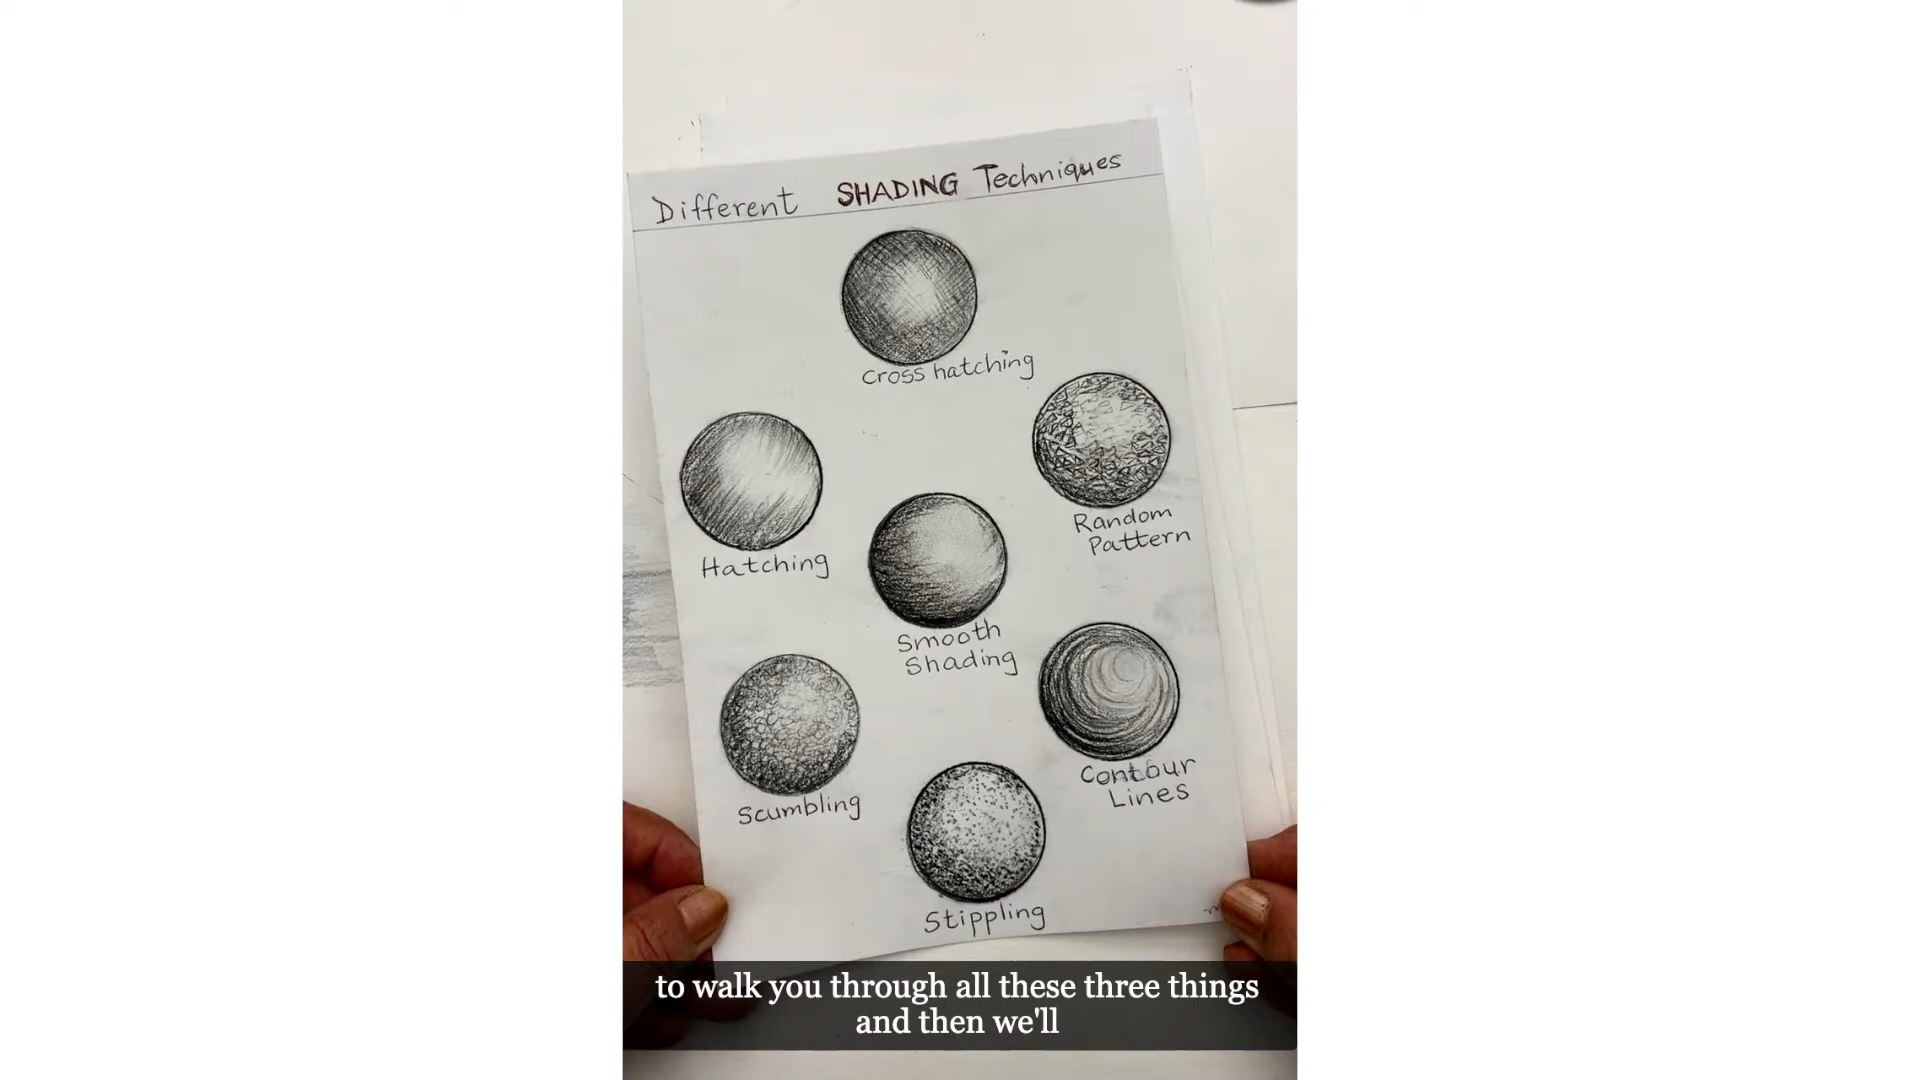 Different SHADING Techniques
Cross hatching
Random
Pattern
Hatching
Smooth
Shading
Scumbling
Contour
Lines
Stippling
to walk you through all these three things
and then we'll